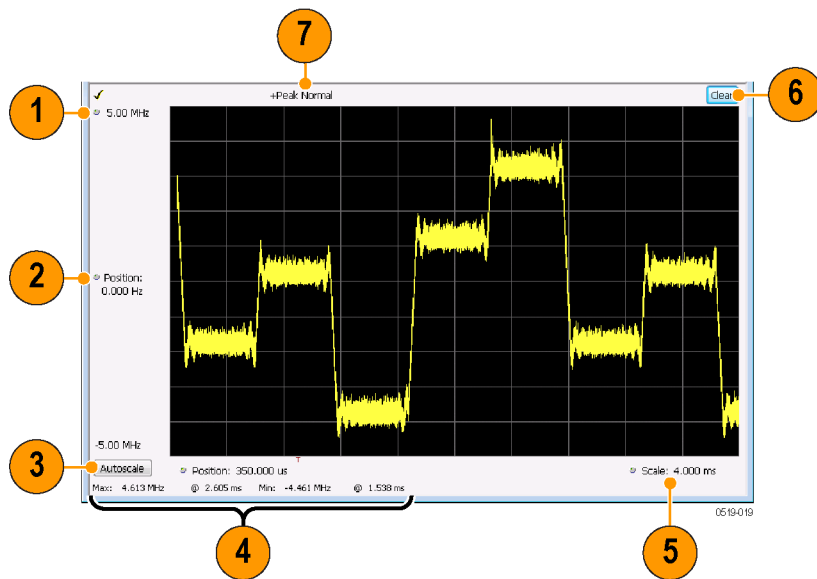 7
+Peak Normal
Clear
6
1
5.00 MHz
2
Position:
0.000 Hz
-5.00 MHz
T
3
Autoscale
Position: 350.000 us
Scale: 4.000 ms
Max: 4.613 MHz @ 2.605 ms Min: -4.461 MHz @ 1.538 ms
0519-019
4
5